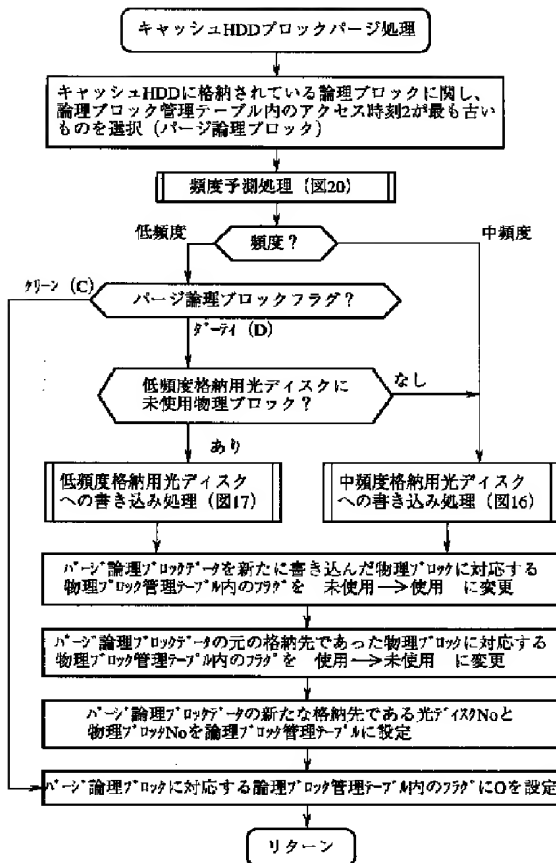 キャッシュHDDブロックパージ処理
キャッシュHDDに格納されている論理ブロックに関し、
論理ブロック管理テーブル内のアクセス時刻2が最も古い
ものを選択(パージ論理ブロック)
頻度予測処理(図20)
低頻度
頻度?
中頻度
クリーン(C)
パージ論理ブロックフラグ?
ダーティ(D)
低頻度格納用光ディスクに
未使用物理ブロック?
なし
あり
低頻度格納用光ディスク
への書き込み処理(図17)
中頻度格納用光ディスク
への書き込み処理(図16)
パージ論理ブロックデータを新たに書き込んだ物理ブロックに対応する
物理ブロック管理テーブル内のフラグを 未使用→使用 に変更
パージ論理ブロックデータの元の格納先であった物理ブロックに対応する
物理ブロック管理テーブル内のフラグを 使用→未使用 に変更
パージ論理ブロックデータの新たな格納先である光ディスクNoと
物理ブロックNoを論理ブロック管理テーブルに設定
パージ論理ブロックに対応する論理ブロック管理テーブル内のフラグにOを設定
リターン